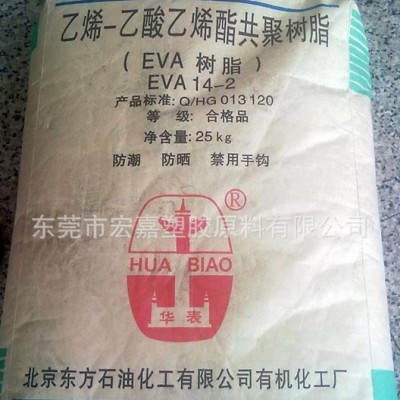 乙烯-乙酸乙烯酯共聚树脂
(EVA 树脂)
EVA 14-2
产品标准: Q/HG 013120
等 级: 合格品
净含量: 25kg
防潮 防晒 禁用手钩
®
东莞市宏嘉塑胶原料有限公司
HUA BIAO
华表
北京东方石油化工有限公司有机化工厂